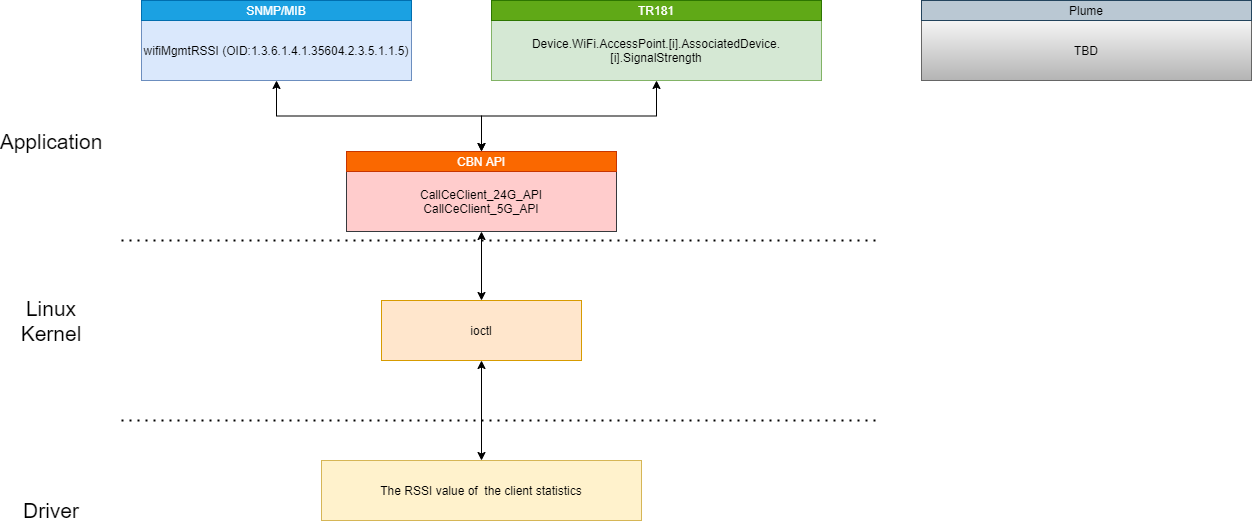 SNMP/MIB
wifiMgmtRSSI (OID:1.3.6.1.4.1.35604.2.3.5.1.1.5)
TR181
Device.WiFi.AccessPoint.[i].AssociatedDevice.
[i].SignalStrength
Plume
TBD
Application
CBN API
CallCeClient_24G_API
CallCeClient_5G_API
Linux
Kernel
ioctl
Driver
The RSSI value of the client statistics